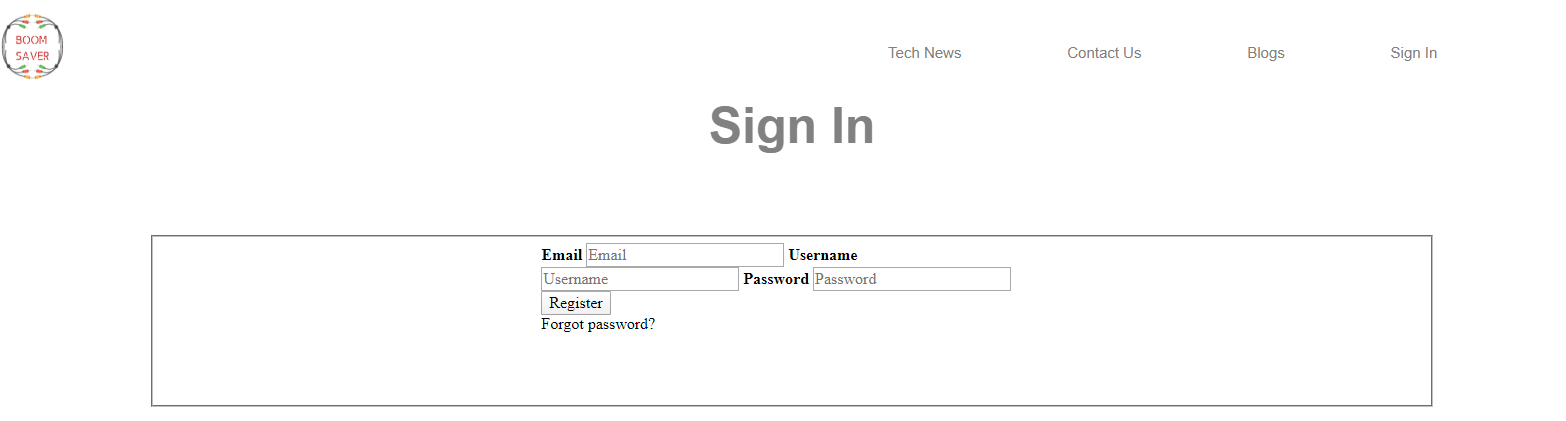 BOOM
SAVER
Tech News Contact Us Blogs Sign In
Sign In
Email Email Username
Username Password Password
Register
Forgot password?